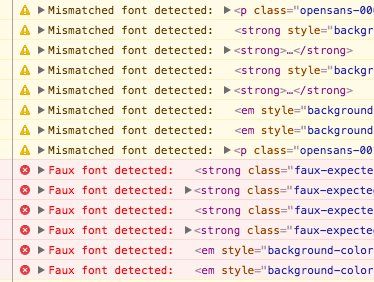 Mismatched font detected: <p class="opensans-00
Mismatched font detected: <strong style="backgr
Mismatched font detected: <strong>…</strong>
Mismatched font detected: <strong style="backgr
Mismatched font detected: <strong>…</strong>
Mismatched font detected: <em style="background
Mismatched font detected: <em style="background
Mismatched font detected: <p class="opensans-00
Faux font detected: <strong class="faux-expecte
Faux font detected: <strong class="faux-expecte
Faux font detected: <strong class="faux-expecte
Faux font detected: <strong class="faux-expecte
Faux font detected: <em style="background-color
Faux font detected: <em style="background-color